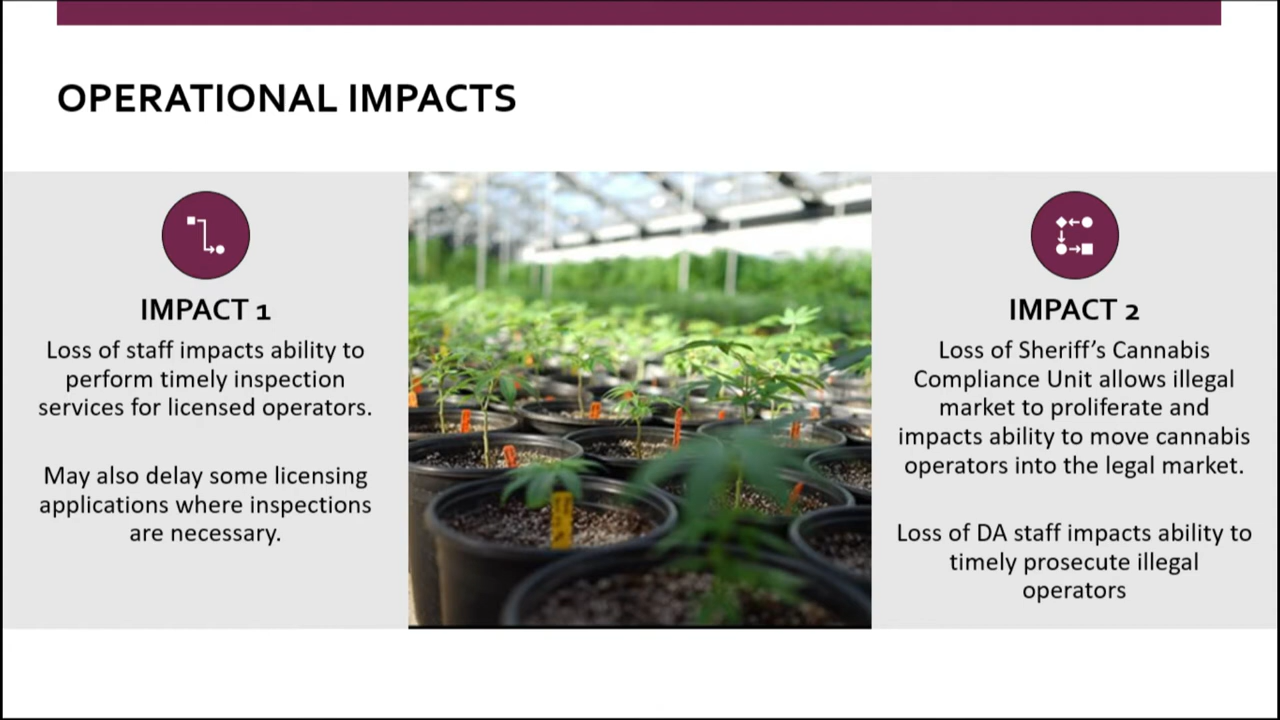 OPERATIONAL IMPACTS
IMPACT 1
Loss of staff impacts ability to
perform timely inspection
services for licensed operators.
May also delay some licensing
applications where inspections
are necessary.
IMPACT 2
Loss of Sheriff’s Cannabis
Compliance Unit allows illegal
market to proliferate and
impacts ability to move cannabis
operators into the legal market.
Loss of DA staff impacts ability to
timely prosecute illegal
operators